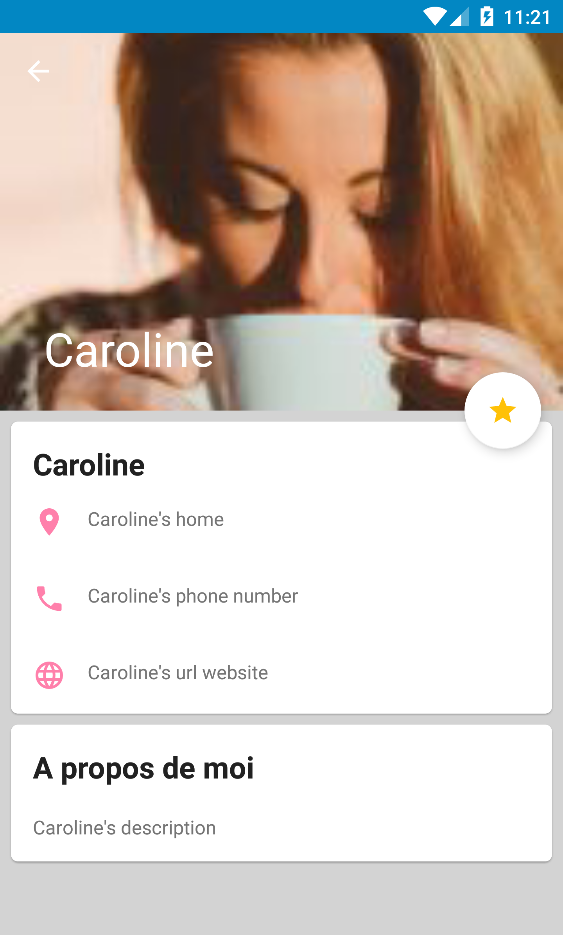 11:21
Caroline
Caroline
Caroline's home
Caroline's phone number
Caroline's url website
A propos de moi
Caroline's description